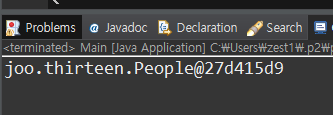 Problems @ Javadoc Declaration Search
<terminated> Main [Java Application] C:₩Users₩zest1₩.p2₩
joo.thirteen.People@27d415d9